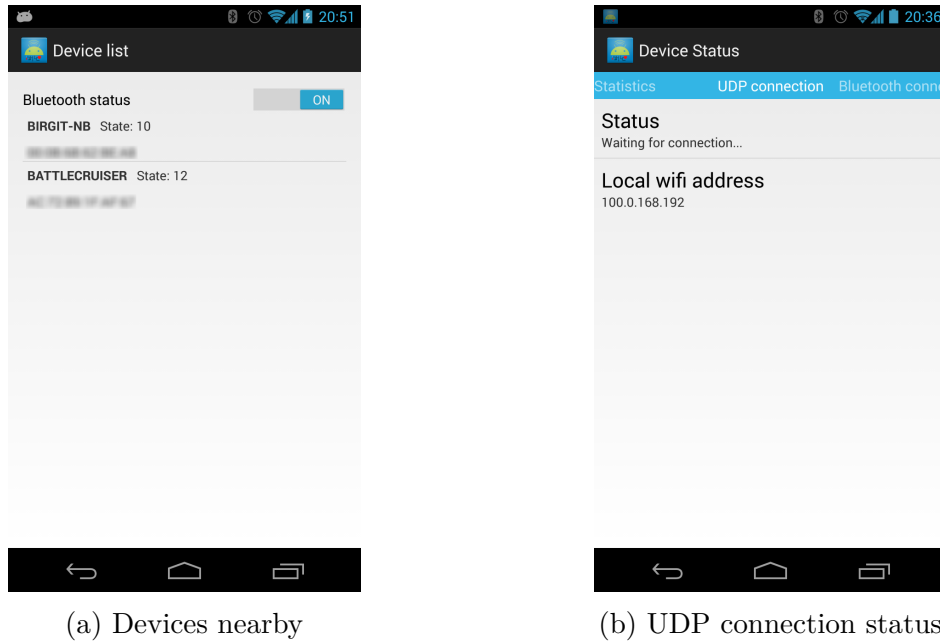 20:51
Device list
Bluetooth status ON
BIRGIT-NB State: 10
BATTLECRUISER State: 12
(a) Devices nearby
20:36
Device Status
Statistics UDP connection Bluetooth conne
Status
Waiting for connection...
Local wifi address
100.0.168.192
(b) UDP connection status